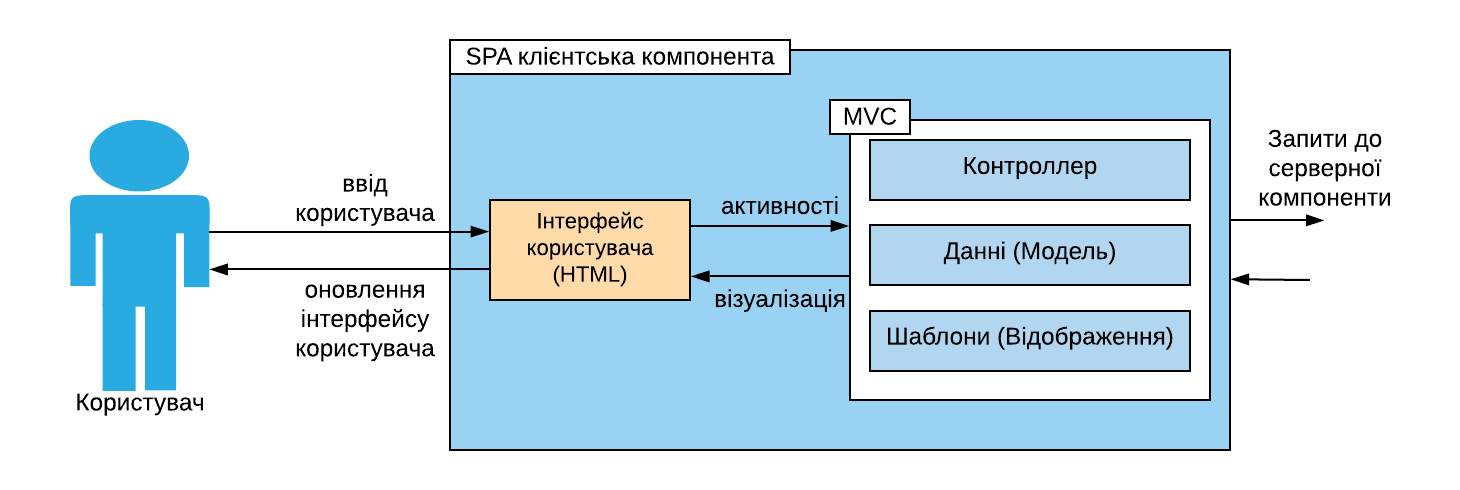 SPA клієнтська компонента
MVC
Контроллер
Запити до
серверної
компоненти
ввід
користувача
активності
Інтерфейс
користувача
(HTML)
Данні (Модель)
оновлення
інтерфейсу
користувача
візуалізація
Шаблони (Відображення)
Користувач